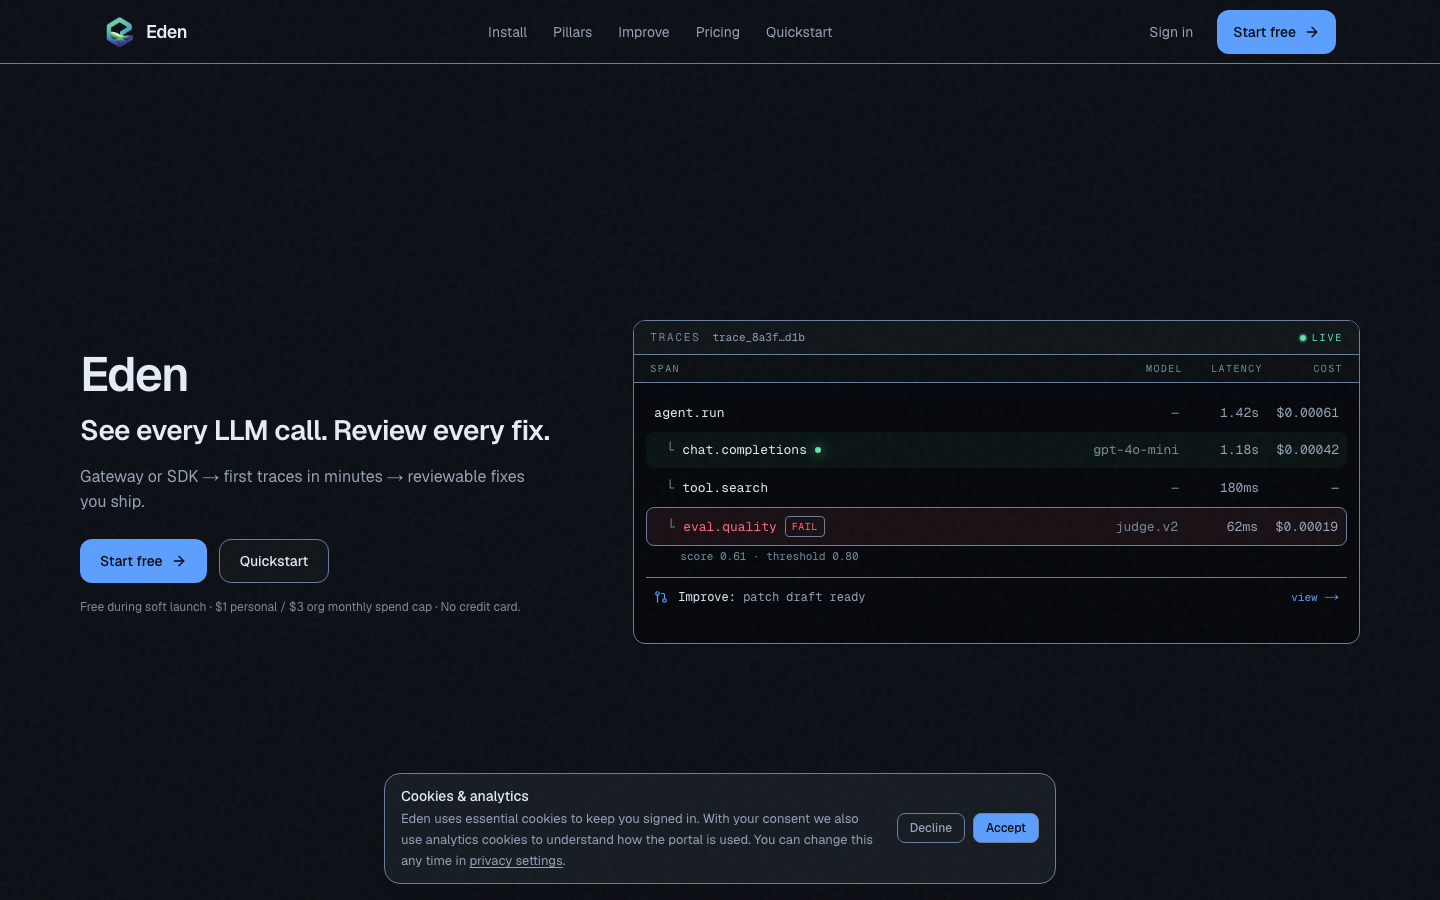 Eden
Install
Pillars
Improve
Pricing
Quickstart
Sign in
Start free →
Eden
See every LLM call. Review every fix.
Gateway or SDK → first traces in minutes → reviewable fixes
you ship.
Start free →
Quickstart
Free during soft launch · $1 personal / $3 org monthly spend cap · No credit card.
TRACES trace_8a3f…d1b LIVE
SPAN MODEL LATENCY COST
agent.run — 1.42s $0.00061
└ chat.completions gpt-4o-mini 1.18s $0.00042
└ tool.search — 180ms —
└ eval.quality FAIL judge.v2 62ms $0.00019
score 0.61 · threshold 0.80
Improve: patch draft ready view →
Cookies & analytics
Eden uses essential cookies to keep you signed in. With your consent we also
use analytics cookies to understand how the portal is used. You can change this
any time in privacy settings.
Decline
Accept